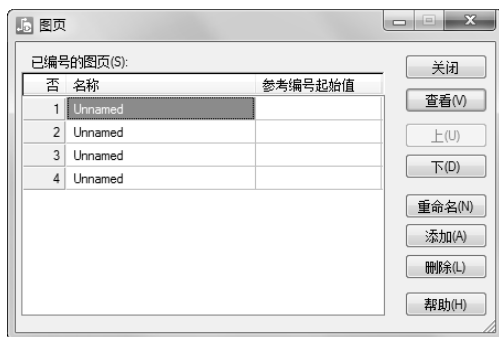 图页
已编号的图页(S):
否 名称 参考编号起始值
1 Unnamed
2 Unnamed
3 Unnamed
4 Unnamed
关闭
查看(V)
上(U)
下(D)
重命名(N)
添加(A)
删除(L)
帮助(H)